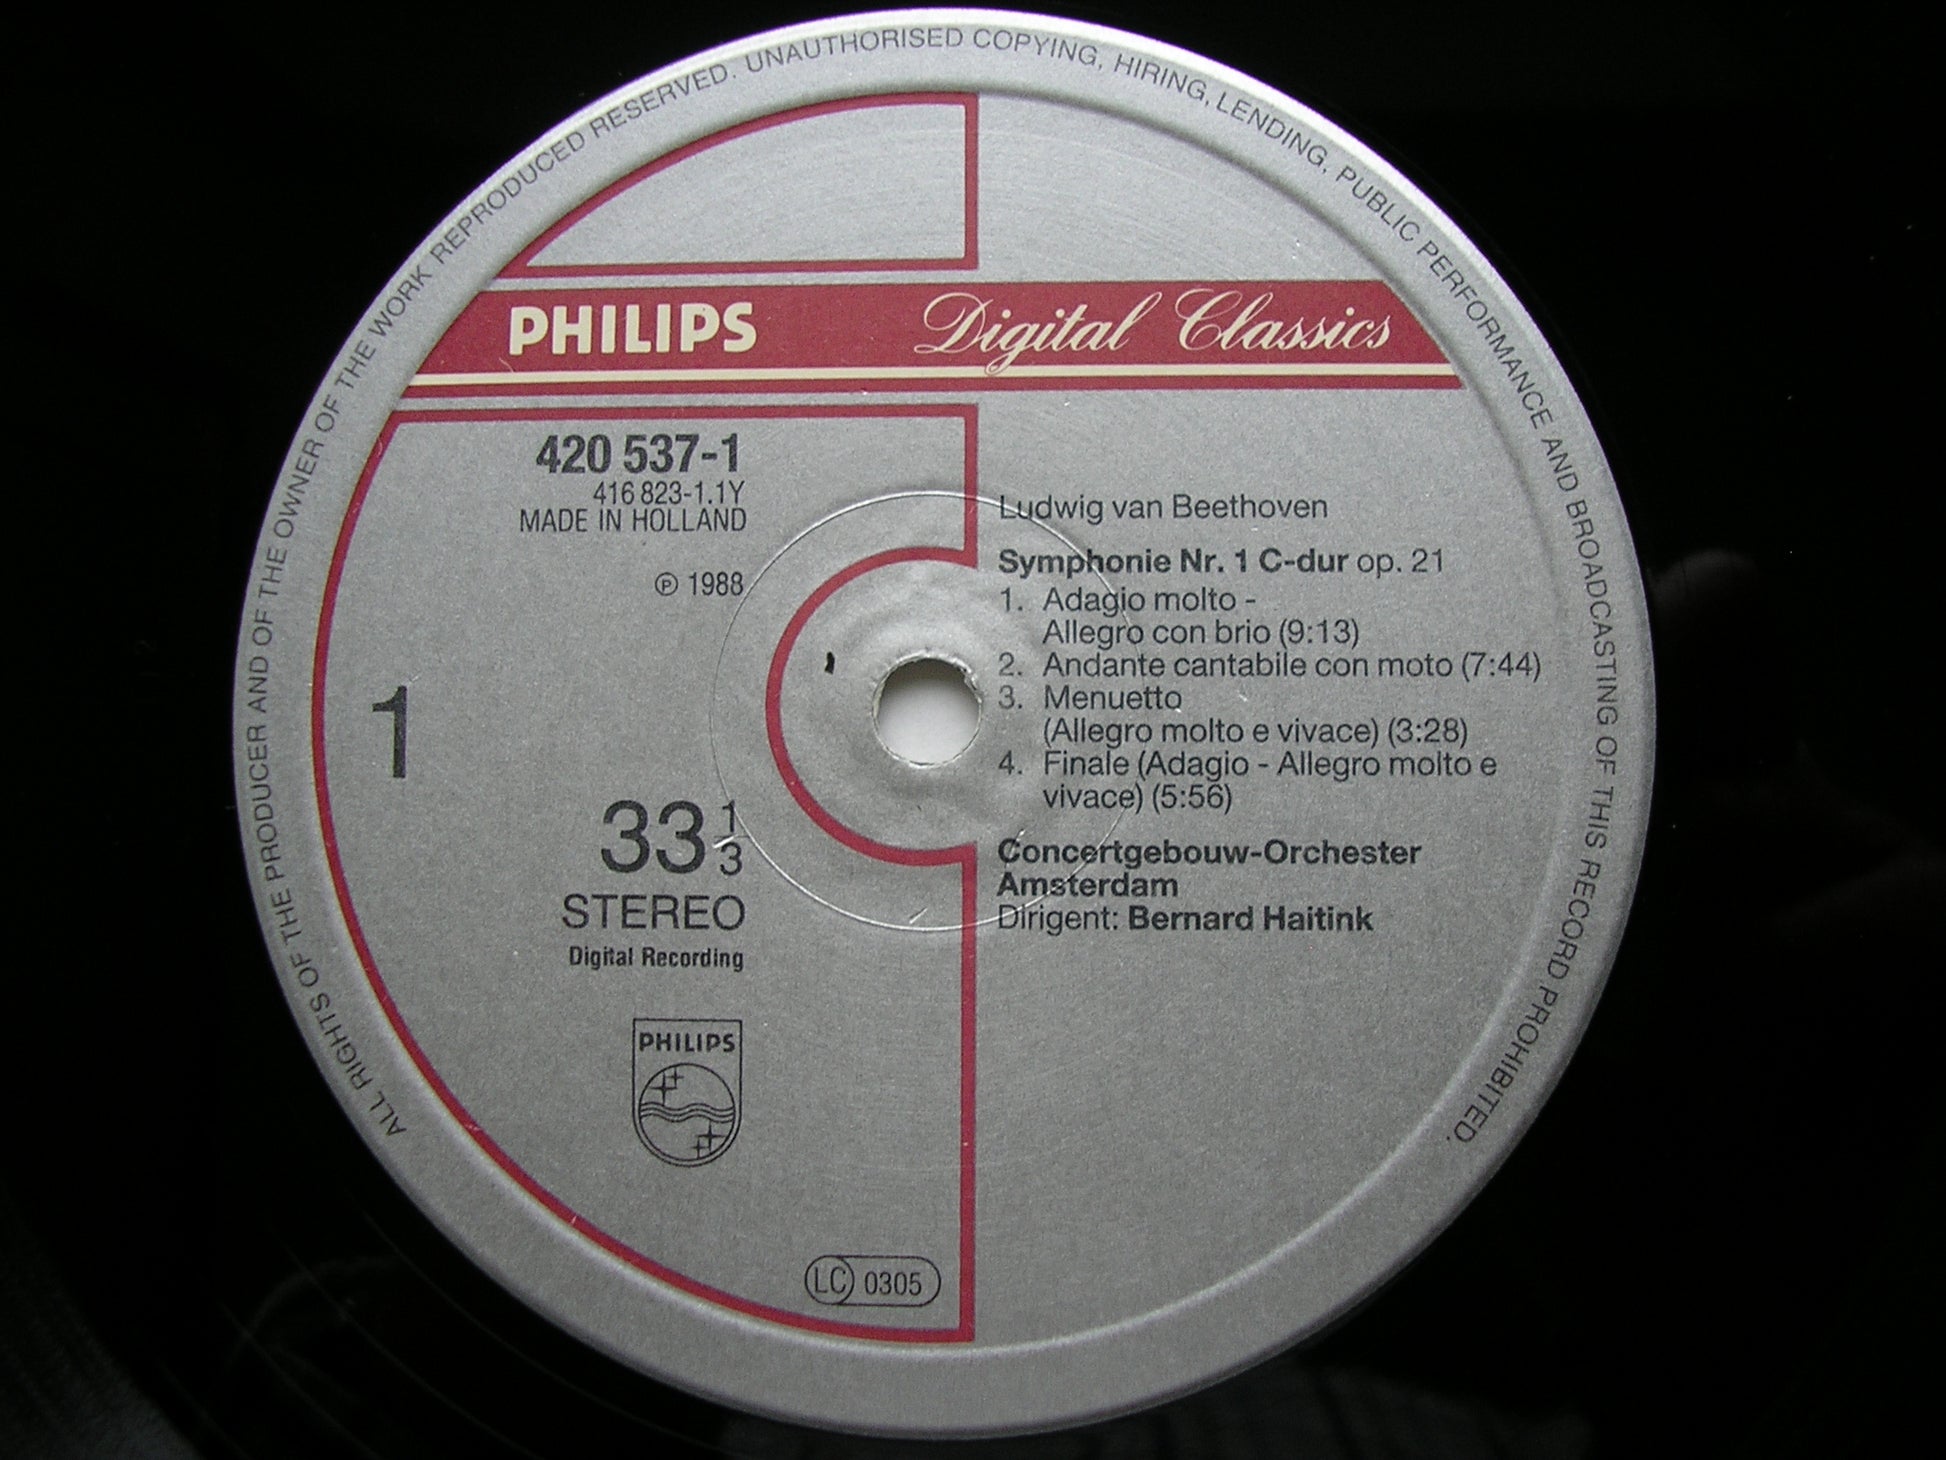 ALL RIGHTS OF THE PRODUCER AND OF THE OWNER OF THE WORK REPRODUCED RESERVED. UNAUTHORISED COPYING, HIRING, LENDING, PUBLIC PERFORMANCE AND BROADCASTING OF THIS RECORD PROHIBITED.
PHILIPS Digital Classics
420 537-1
416 823-1.1Y
MADE IN HOLLAND
℗ 1988
1
33 1/3
STEREO
Digital Recording
PHILIPS
LC 0305
Ludwig van Beethoven
Symphonie Nr. 1 C-dur op. 21
1. Adagio molto -
Allegro con brio (9:13)
2. Andante cantabile con moto (7:44)
3. Menuetto
(Allegro molto e vivace) (3:28)
4. Finale (Adagio - Allegro molto e
vivace) (5:56)
Concertgebouw-Orchester
Amsterdam
Dirigent: Bernard Haitink